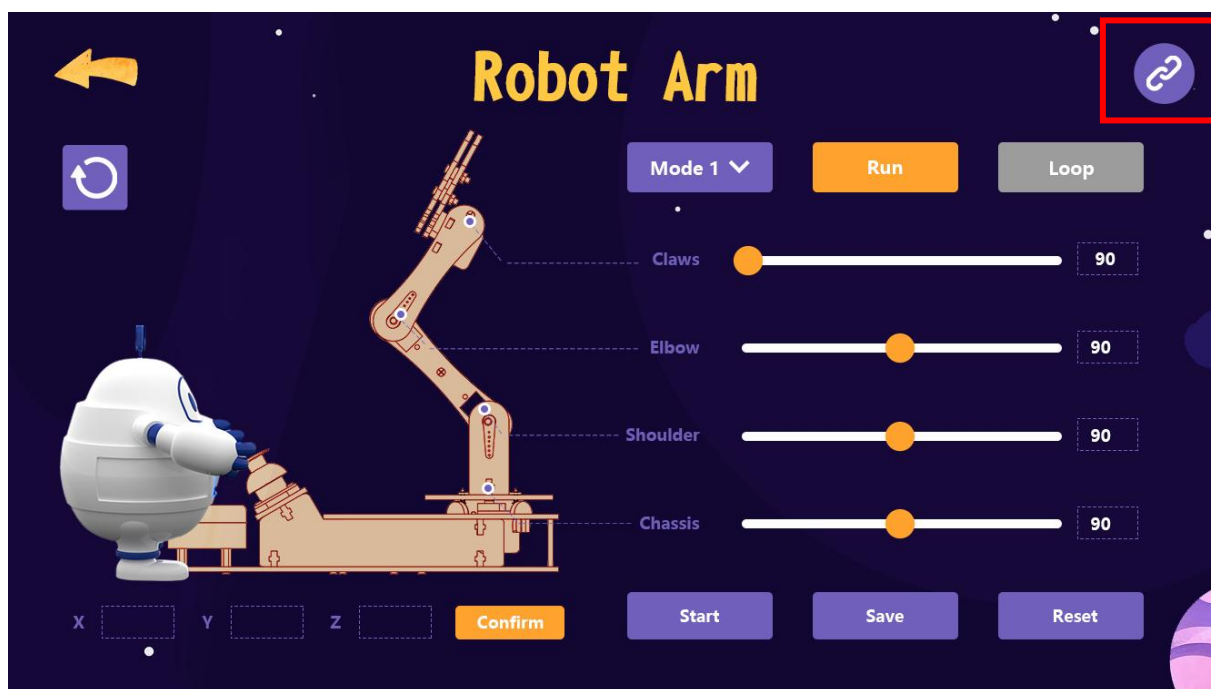 Robot Arm
Mode 1
Run
Loop
Claws
90
Elbow
90
Shoulder
90
Chassis
90
X
Y
Z
Confirm
Start
Save
Reset